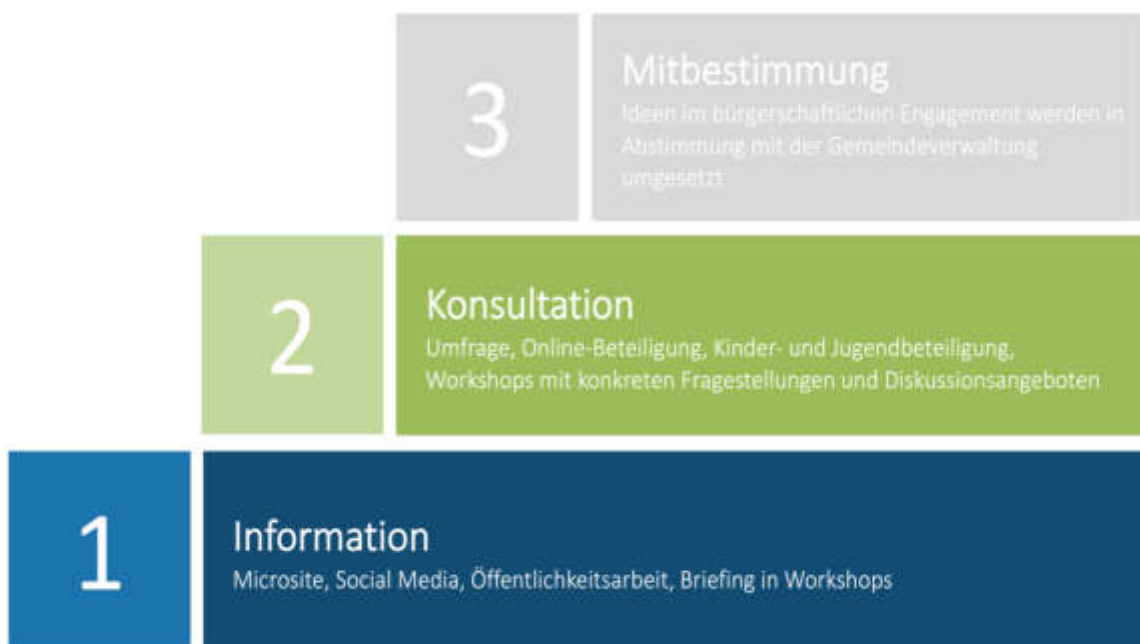 3
Mitbestimmung
Ideen im bürgerschaftlichen Engagement werden in
Abstimmung mit der Gemeindeverwaltung
umgesetzt
2
Konsultation
Umfrage, Online-Beteiligung, Kinder- und Jugendbeteiligung,
Workshops mit konkreten Fragestellungen und Diskussionsangeboten
1
Information
Microsite, Social Media, Öffentlichkeitsarbeit, Briefing in Workshops